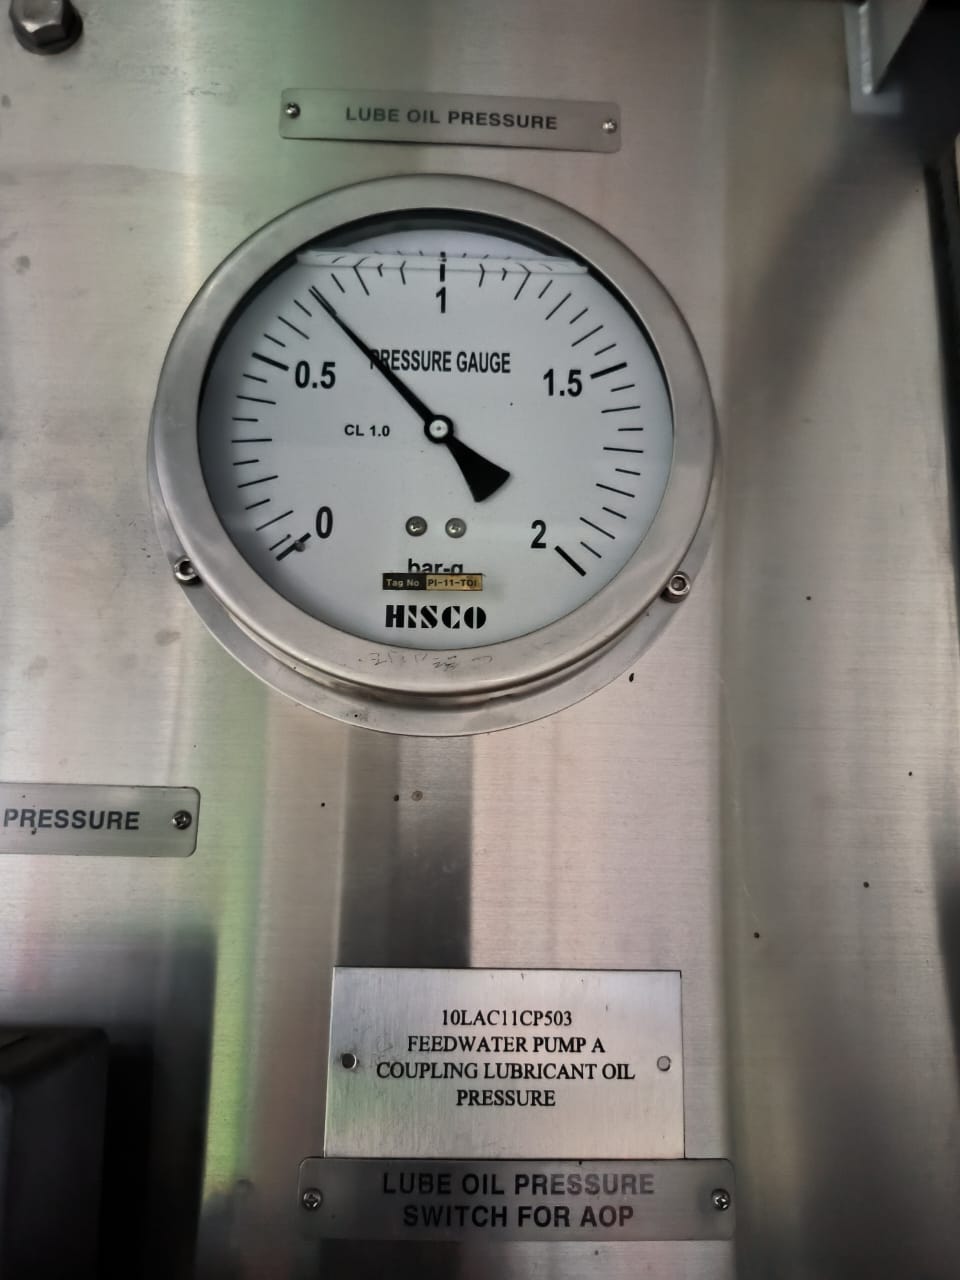 LUBE OIL PRESSURE
1
PRESSURE GAUGE
0.5
1.5
CL 1.0
0
2
bar-g
Tag No PI-11-TOI
HISCO
PRESSURE
10LAC11CP503
FEEDWATER PUMP A
COUPLING LUBRICANT OIL
PRESSURE
LUBE OIL PRESSURE
SWITCH FOR AOP